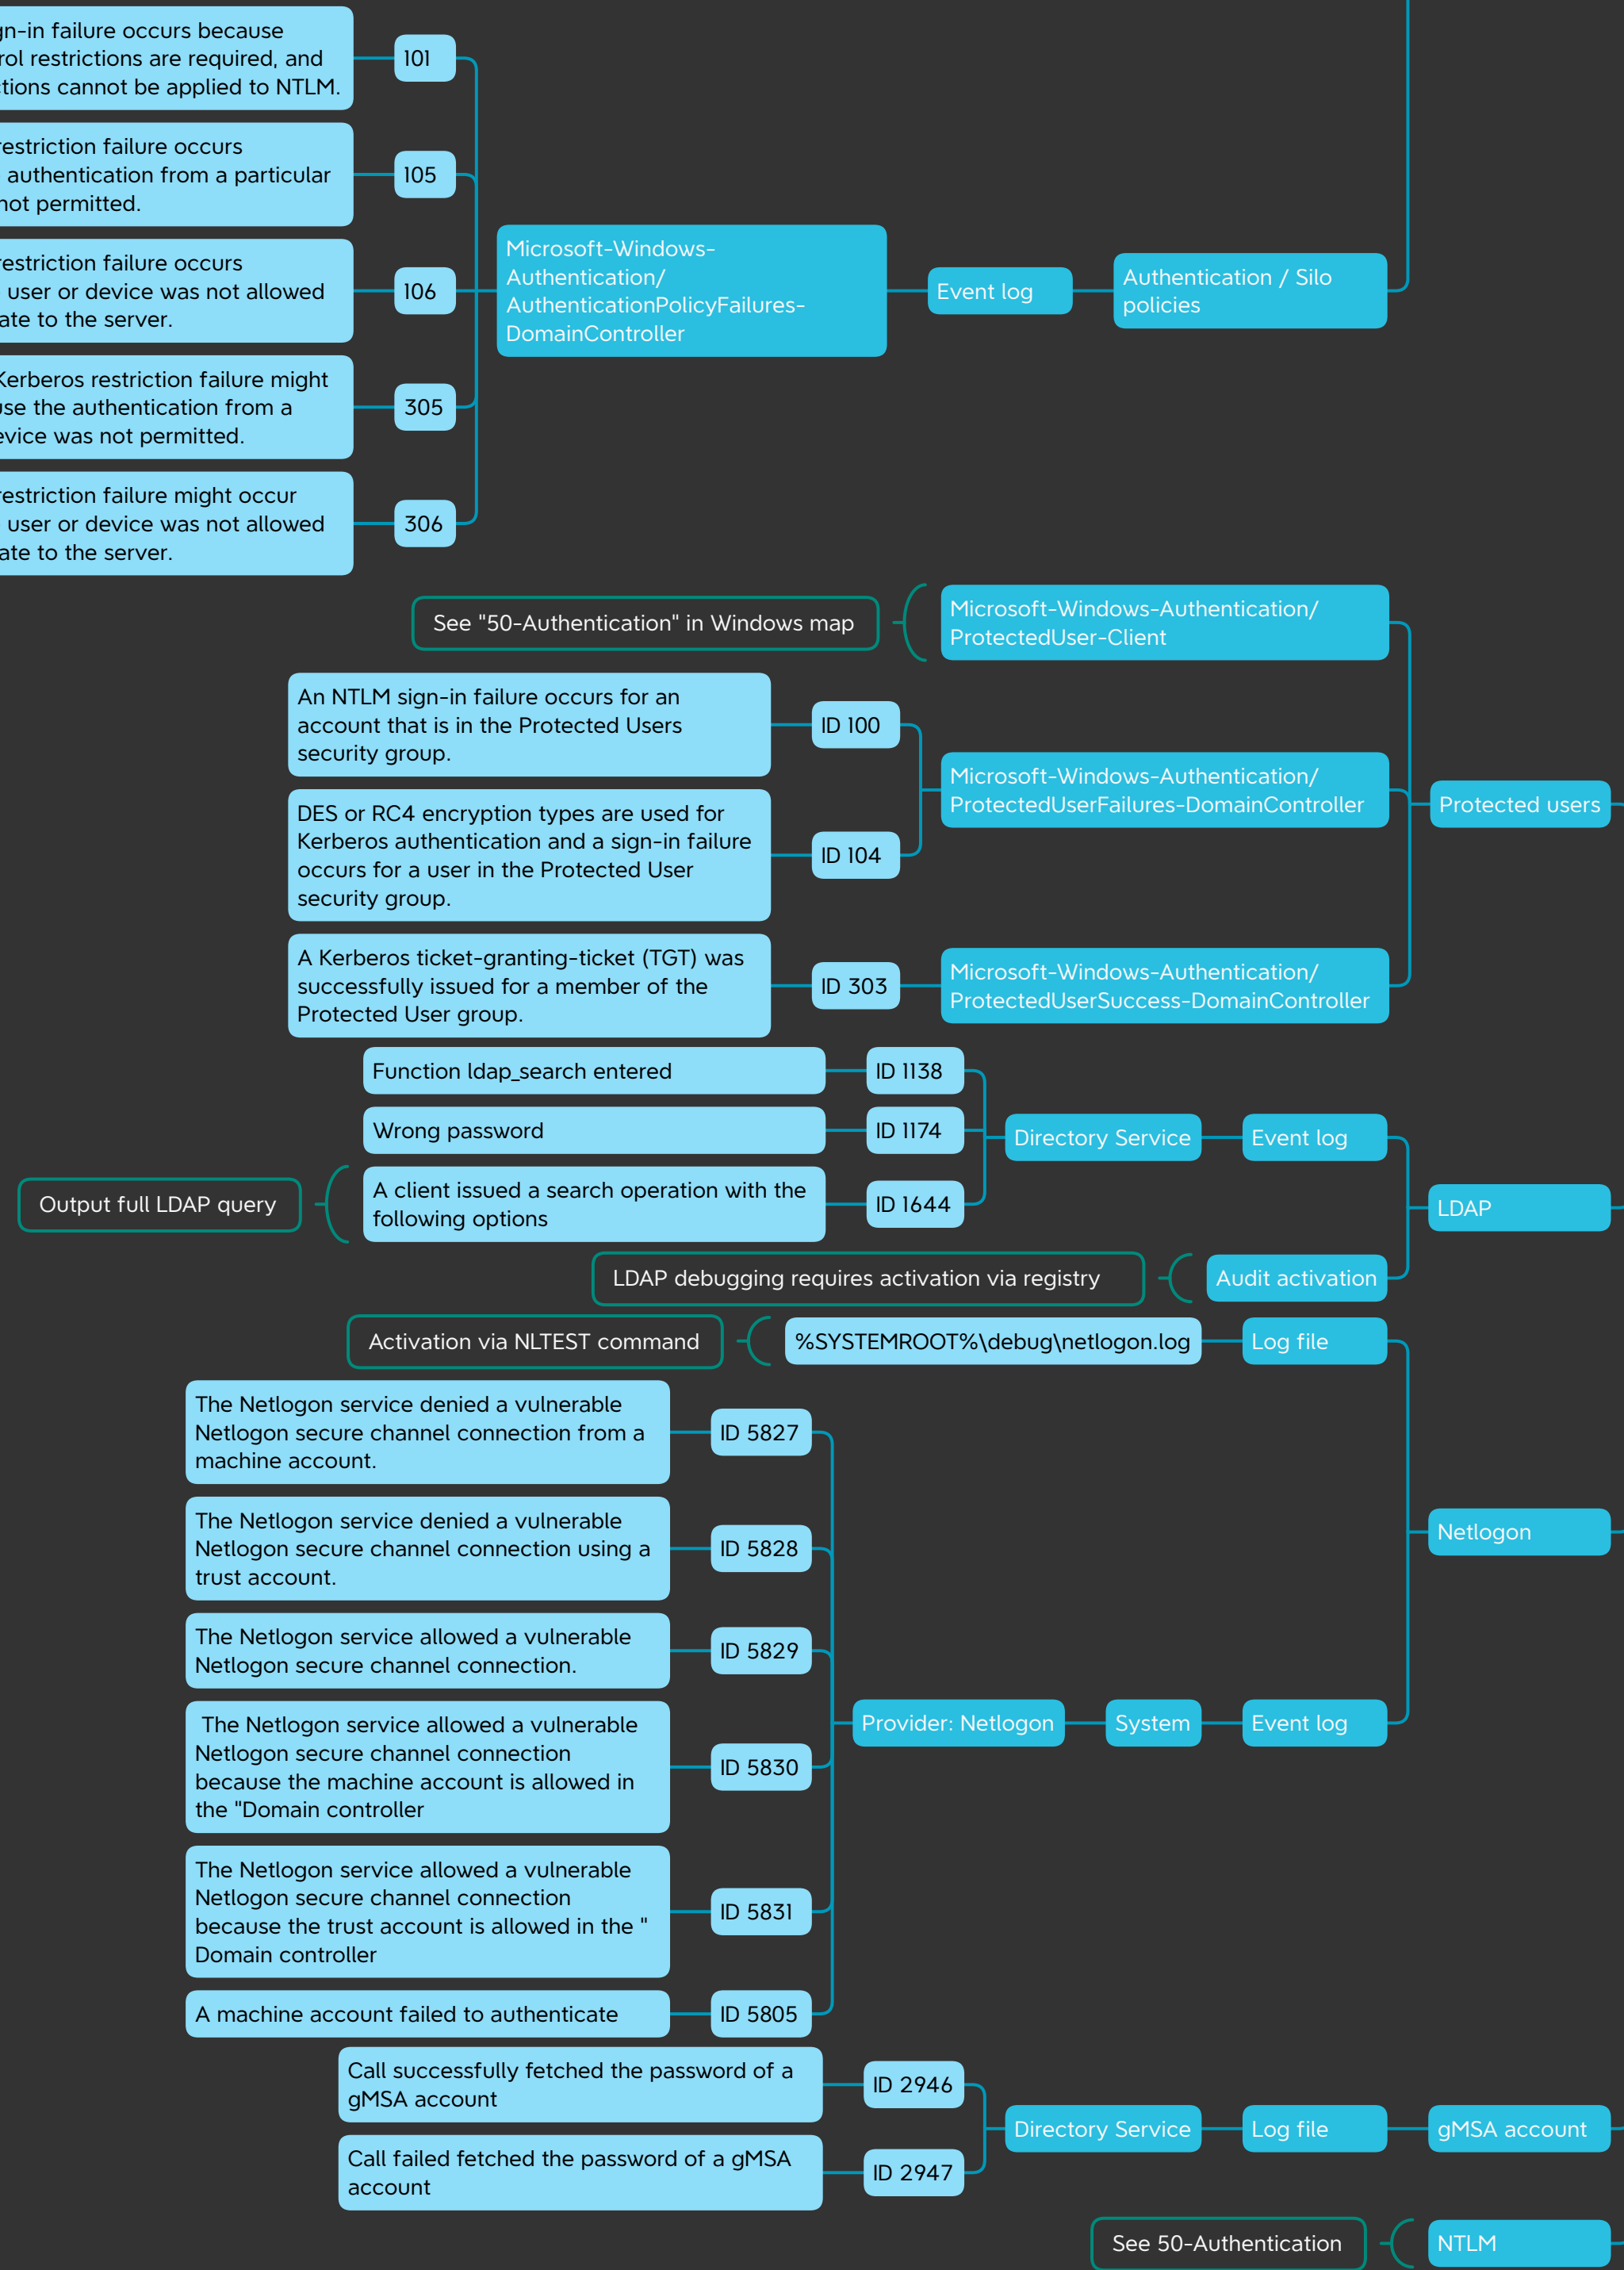 gn-in failure occurs because
rol restrictions are required, and
ctions cannot be applied to NTLM.
101
restriction failure occurs
authentication from a particular
not permitted.
105
restriction failure occurs
user or device was not allowed
ate to the server.
106
Kerberos restriction failure might
use the authentication from a
evice was not permitted.
305
restriction failure might occur
user or device was not allowed
ate to the server.
306
Microsoft-Windows-
Authentication/
AuthenticationPolicyFailures-
DomainController
Event log
Authentication / Silo
policies
See "50-Authentication" in Windows map
Microsoft-Windows-Authentication/
ProtectedUser-Client
An NTLM sign-in failure occurs for an
account that is in the Protected Users
security group.
ID 100
DES or RC4 encryption types are used for
Kerberos authentication and a sign-in failure
occurs for a user in the Protected User
security group.
ID 104
Microsoft-Windows-Authentication/
ProtectedUserFailures-DomainController
Protected users
A Kerberos ticket-granting-ticket (TGT) was
successfully issued for a member of the
Protected User group.
ID 303
Microsoft-Windows-Authentication/
ProtectedUserSuccess-DomainController
Function ldap_search entered
ID 1138
Wrong password
ID 1174
Output full LDAP query
A client issued a search operation with the
following options
ID 1644
Directory Service
Event log
LDAP
LDAP debugging requires activation via registry
Audit activation
Activation via NLTEST command
%SYSTEMROOT%\debug\netlogon.log
Log file
The Netlogon service denied a vulnerable
Netlogon secure channel connection from a
machine account.
ID 5827
The Netlogon service denied a vulnerable
Netlogon secure channel connection using a
trust account.
ID 5828
Netlogon
The Netlogon service allowed a vulnerable
Netlogon secure channel connection.
ID 5829
The Netlogon service allowed a vulnerable
Netlogon secure channel connection
because the machine account is allowed in
the "Domain controller
ID 5830
Provider: Netlogon
System
Event log
The Netlogon service allowed a vulnerable
Netlogon secure channel connection
because the trust account is allowed in the "
Domain controller
ID 5831
A machine account failed to authenticate
ID 5805
Call successfully fetched the password of a
gMSA account
ID 2946
Call failed fetched the password of a gMSA
account
ID 2947
Directory Service
Log file
gMSA account
See 50-Authentication
NTLM